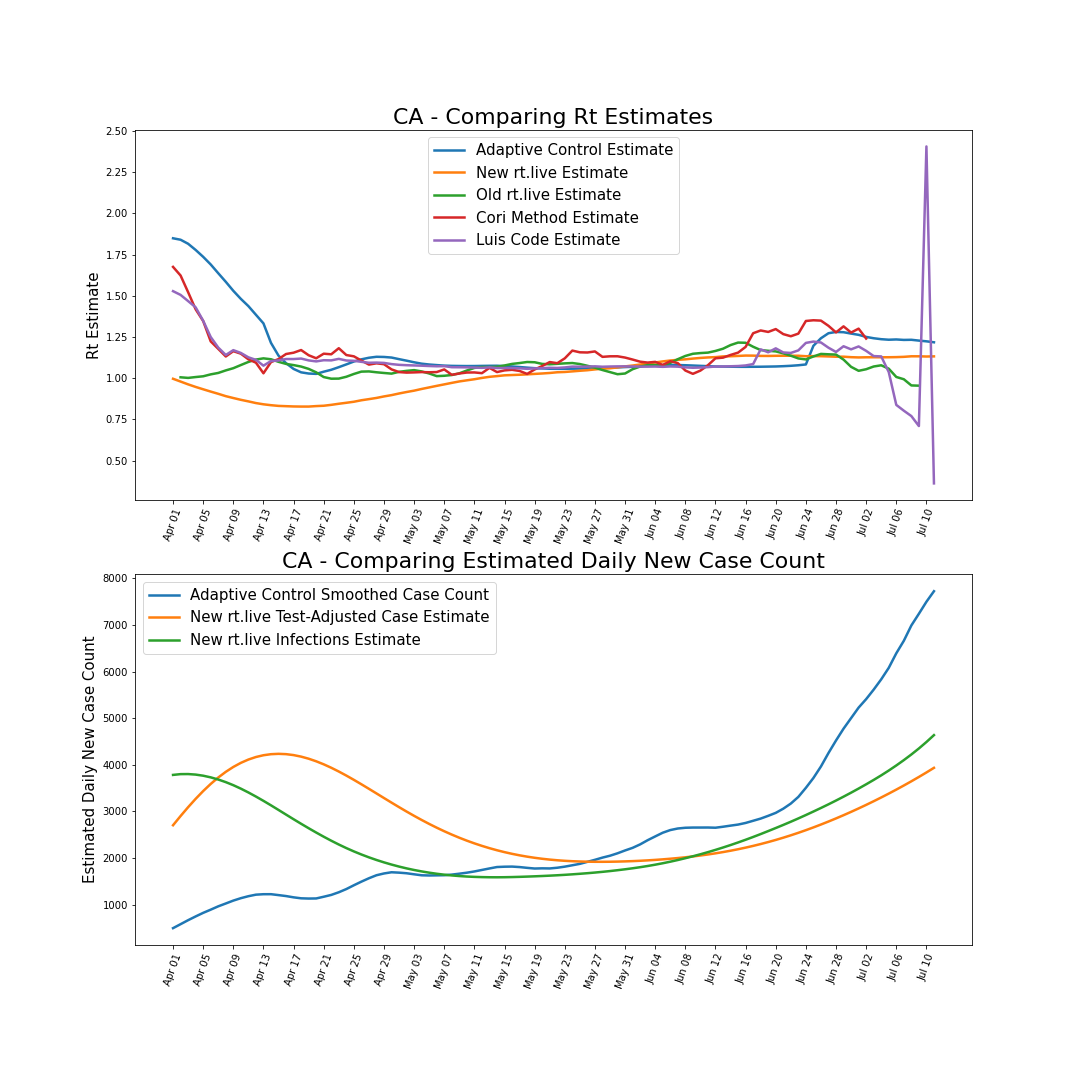 CA - Comparing Rt Estimates
Rt Estimate
2.50
2.25
2.00
1.75
1.50
1.25
1.00
0.75
0.50
Adaptive Control Estimate
New rt.live Estimate
Old rt.live Estimate
Cori Method Estimate
Luis Code Estimate
Apr 01 Apr 05 Apr 09 Apr 13 Apr 17 Apr 21 Apr 25 Apr 29 May 03 May 07 May 11 May 15 May 19 May 23 May 27 May 31 Jun 04 Jun 08 Jun 12 Jun 16 Jun 20 Jun 24 Jun 28 Jul 02 Jul 06 Jul 10
CA - Comparing Estimated Daily New Case Count
Estimated Daily New Case Count
8000
7000
6000
5000
4000
3000
2000
1000
Adaptive Control Smoothed Case Count
New rt.live Test-Adjusted Case Estimate
New rt.live Infections Estimate
Apr 01 Apr 05 Apr 09 Apr 13 Apr 17 Apr 21 Apr 25 Apr 29 May 03 May 07 May 11 May 15 May 19 May 23 May 27 May 31 Jun 04 Jun 08 Jun 12 Jun 16 Jun 20 Jun 24 Jun 28 Jul 02 Jul 06 Jul 10